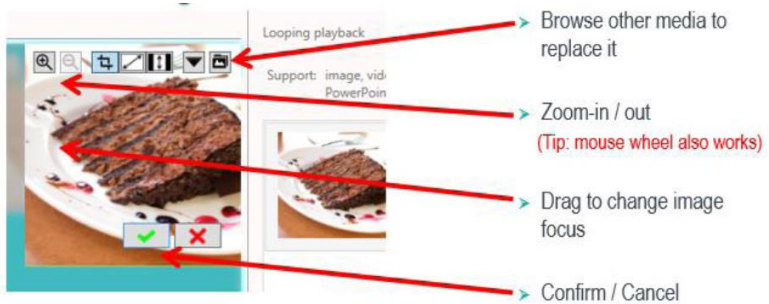 Looping playback
Support: image, vid
PowerPoin
Browse other media to
replace it
Zoom-in / out
(Tip: mouse wheel also works)
Drag to change image
focus
Confirm / Cancel